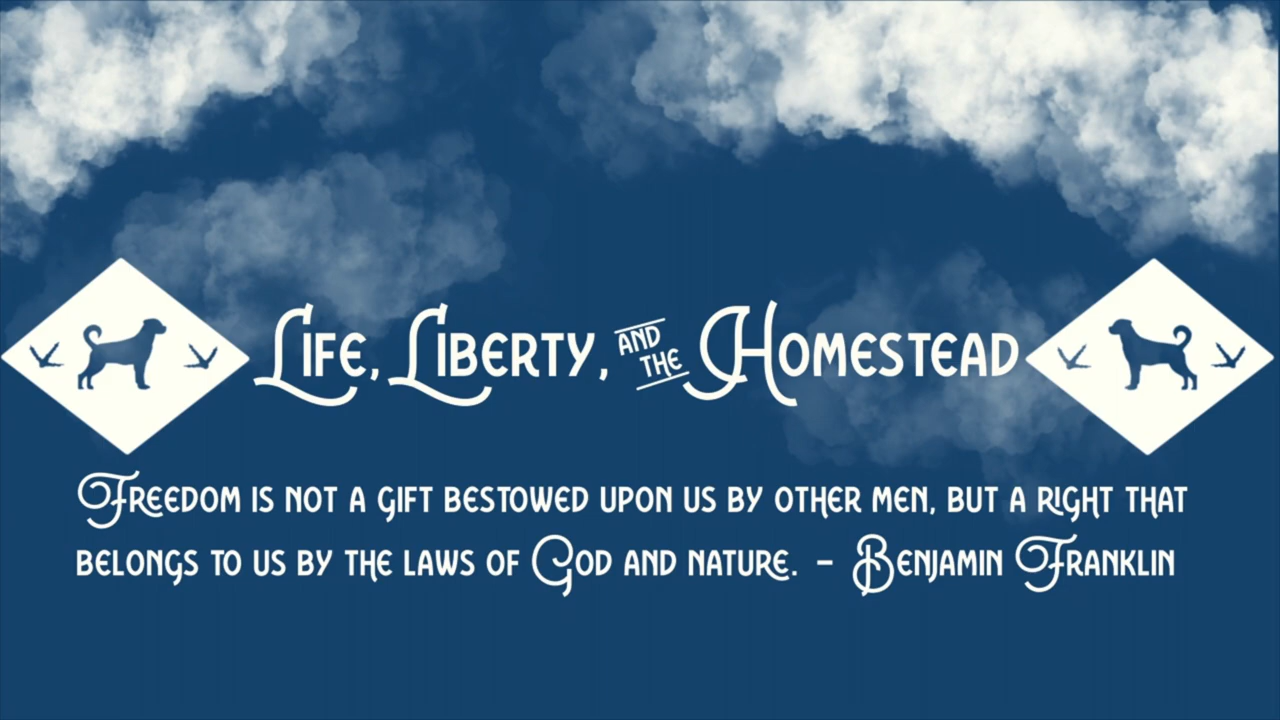 Life, Liberty, and the Homestead
Freedom is not a gift bestowed upon us by other men, but a right that
belongs to us by the laws of God and nature. - Benjamin Franklin